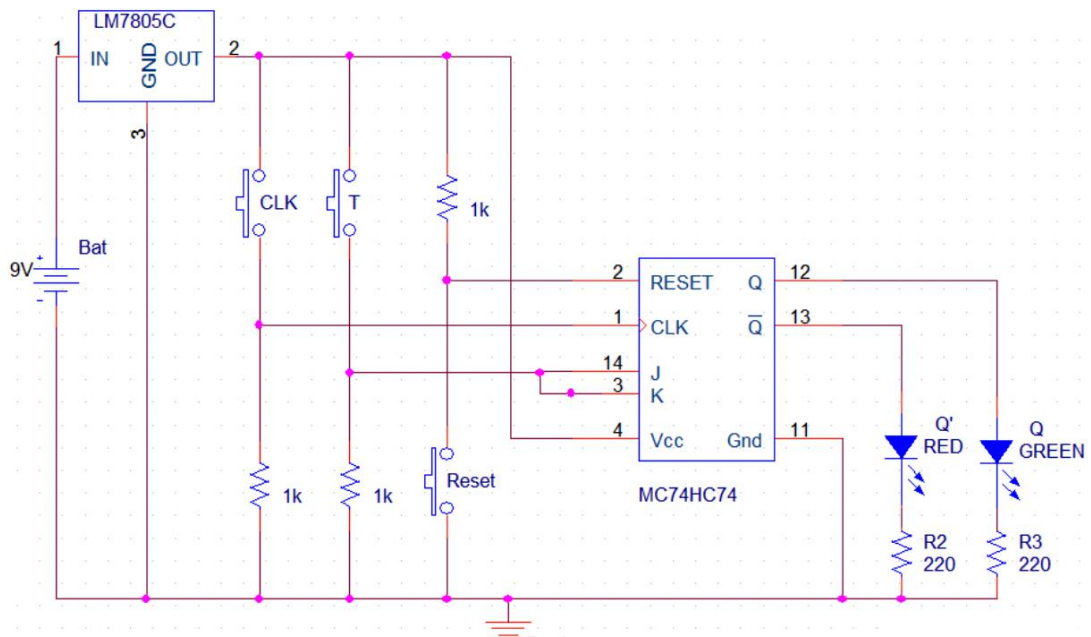 LM7805C
1
IN
GND
OUT
2
3
CLK
T
1k
Bat
+
9V
-
2
RESET
Q
12
1
CLK
Q̅
13
14
J
3
K
4
Vcc
Gnd
11
Q'
RED
Q
GREEN
Reset
1k
1k
MC74HC74
R2
220
R3
220